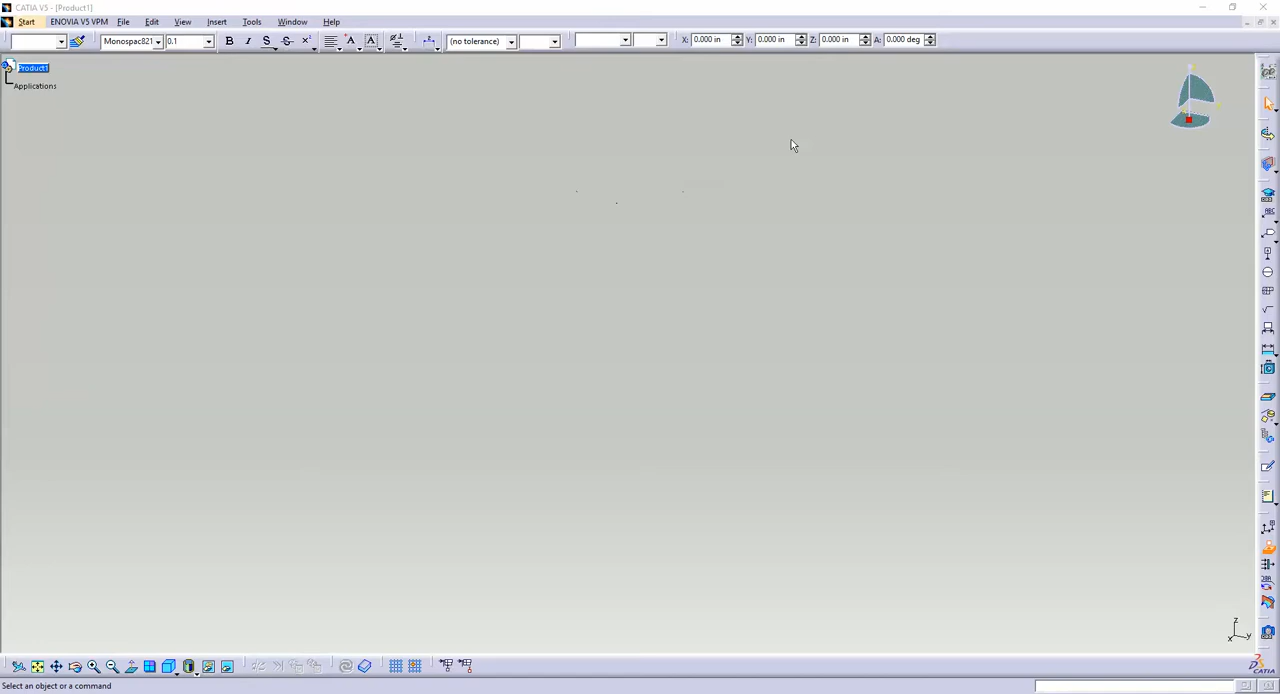 CATIA V5 - [Product1]
Start ENOVIA V5 VPM File Edit View Insert Tools Window Help
Monospac821 0.1 B I S S (no tolerance) X: 0.000 in Y: 0.000 in Z: 0.000 in A: 0.000 deg
Product1
Applications
ABC
z
x y
CATIA
Select an object or a command